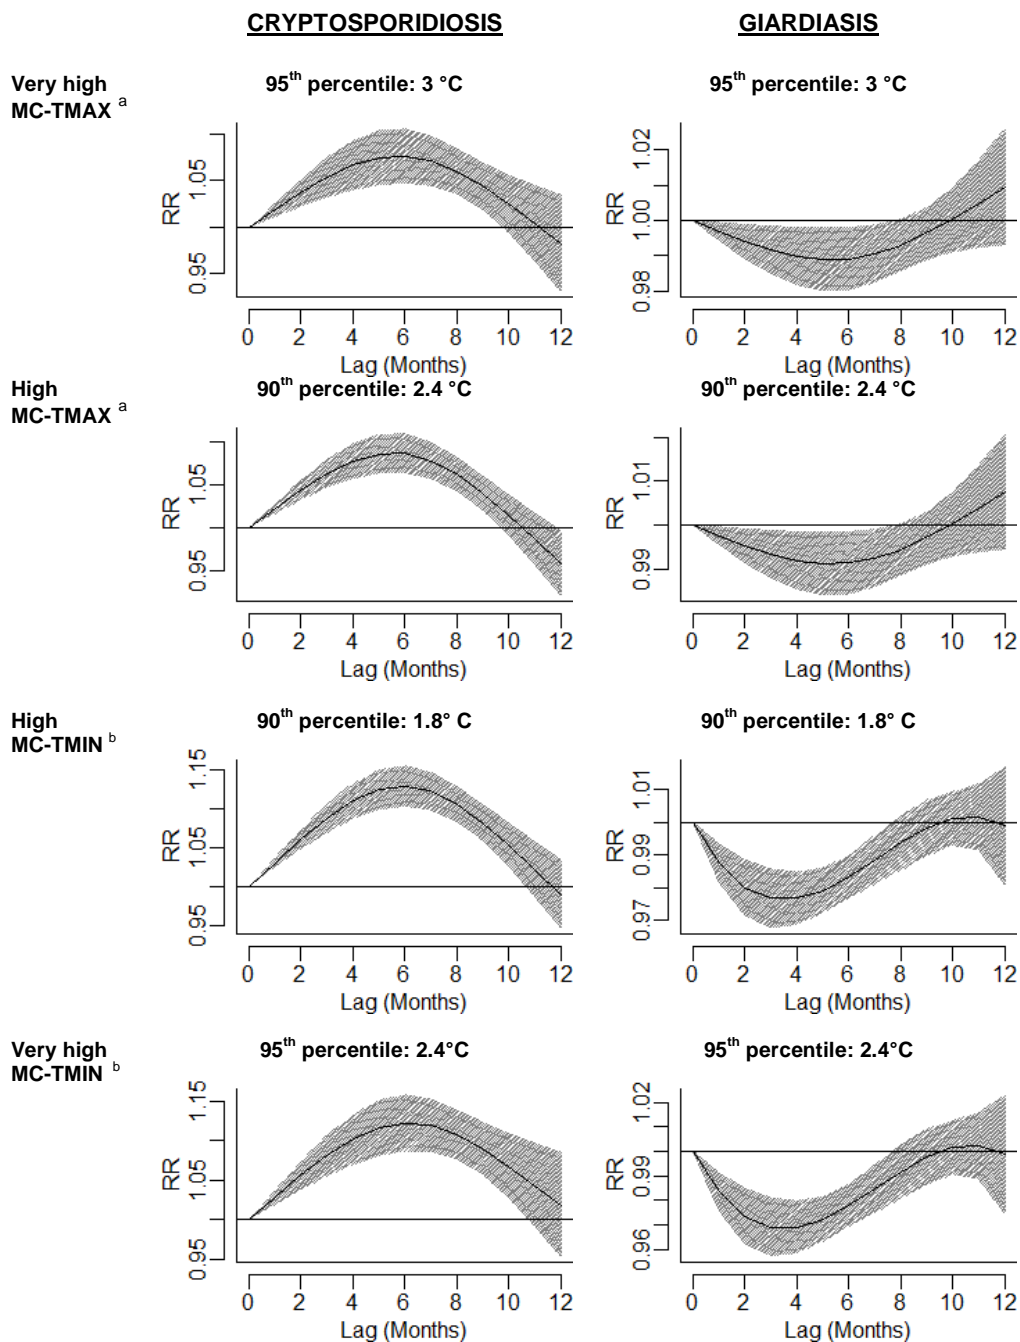 CRYPTOSPORIDIOSIS GIARDIASIS
Very high
MC-TMAX a
95th percentile: 3 °C
RR
1.05
0.95
0 2 4 6 8 10 12
Lag (Months)
95th percentile: 3 °C
RR
1.02
1.00
0.98
0 2 4 6 8 10 12
Lag (Months)
High
MC-TMAX a
90th percentile: 2.4 °C
RR
1.05
0.95
0 2 4 6 8 10 12
Lag (Months)
90th percentile: 2.4 °C
RR
1.01
0.99
0 2 4 6 8 10 12
Lag (Months)
High
MC-TMIN b
90th percentile: 1.8° C
RR
1.15
1.05
0.95
0 2 4 6 8 10 12
Lag (Months)
90th percentile: 1.8° C
RR
1.01
0.99
0.97
0 2 4 6 8 10 12
Lag (Months)
Very high
MC-TMIN b
95th percentile: 2.4°C
RR
1.15
1.05
0.95
0 2 4 6 8 10 12
Lag (Months)
95th percentile: 2.4°C
RR
1.02
0.99
0.96
0 2 4 6 8 10 12
Lag (Months)